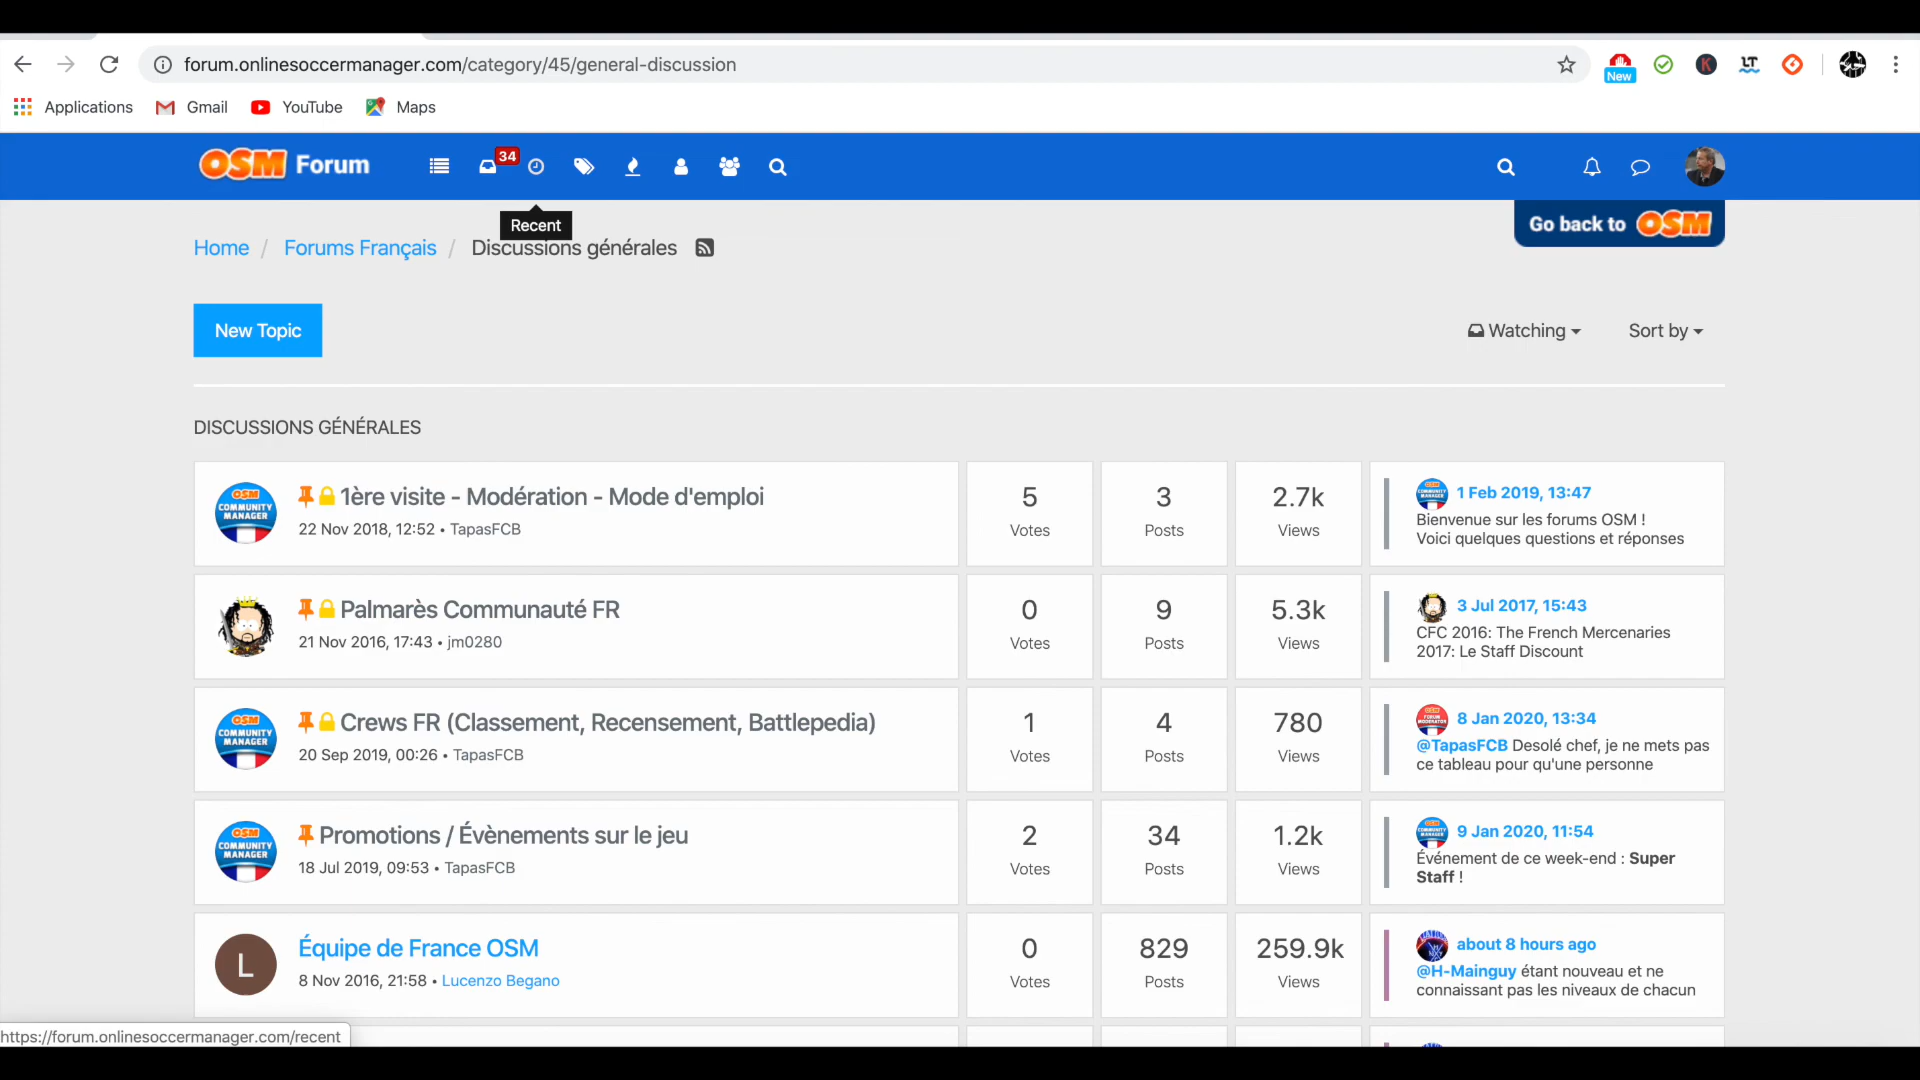 forum.onlinesoccermanager.com/category/45/general-discussion
New
LT
K
Applications
Gmail
YouTube
Maps
OSM Forum
34
Recent
Go back to OSM
Home / Forums Français / Discussions générales
New Topic
Watching
Sort by
DISCUSSIONS GÉNÉRALES
OSM
COMMUNITY
MANAGER
1ère visite - Modération - Mode d'emploi
22 Nov 2018, 12:52 • TapasFCB
5
Votes
3
Posts
2.7k
Views
1 Feb 2019, 13:47
Bienvenue sur les forums OSM !
Voici quelques questions et réponses
Palmarès Communauté FR
21 Nov 2016, 17:43 • jm0280
0
Votes
9
Posts
5.3k
Views
3 Jul 2017, 15:43
CFC 2016: The French Mercenaries
2017: Le Staff Discount
OSM
COMMUNITY
MANAGER
Crews FR (Classement, Recensement, Battlepedia)
20 Sep 2019, 00:26 • TapasFCB
1
Votes
4
Posts
780
Views
8 Jan 2020, 13:34
@TapasFCB Desolé chef, je ne mets pas
ce tableau pour qu'une personne
OSM
COMMUNITY
MANAGER
Promotions / Évènements sur le jeu
18 Jul 2019, 09:53 • TapasFCB
2
Votes
34
Posts
1.2k
Views
9 Jan 2020, 11:54
Événement de ce week-end : Super
Staff !
L
Équipe de France OSM
8 Nov 2016, 21:58 • Lucenzo Begano
0
Votes
829
Posts
259.9k
Views
about 8 hours ago
@H-Mainguy étant nouveau et ne
connaissant pas les niveaux de chacun
https://forum.onlinesoccermanager.com/recent